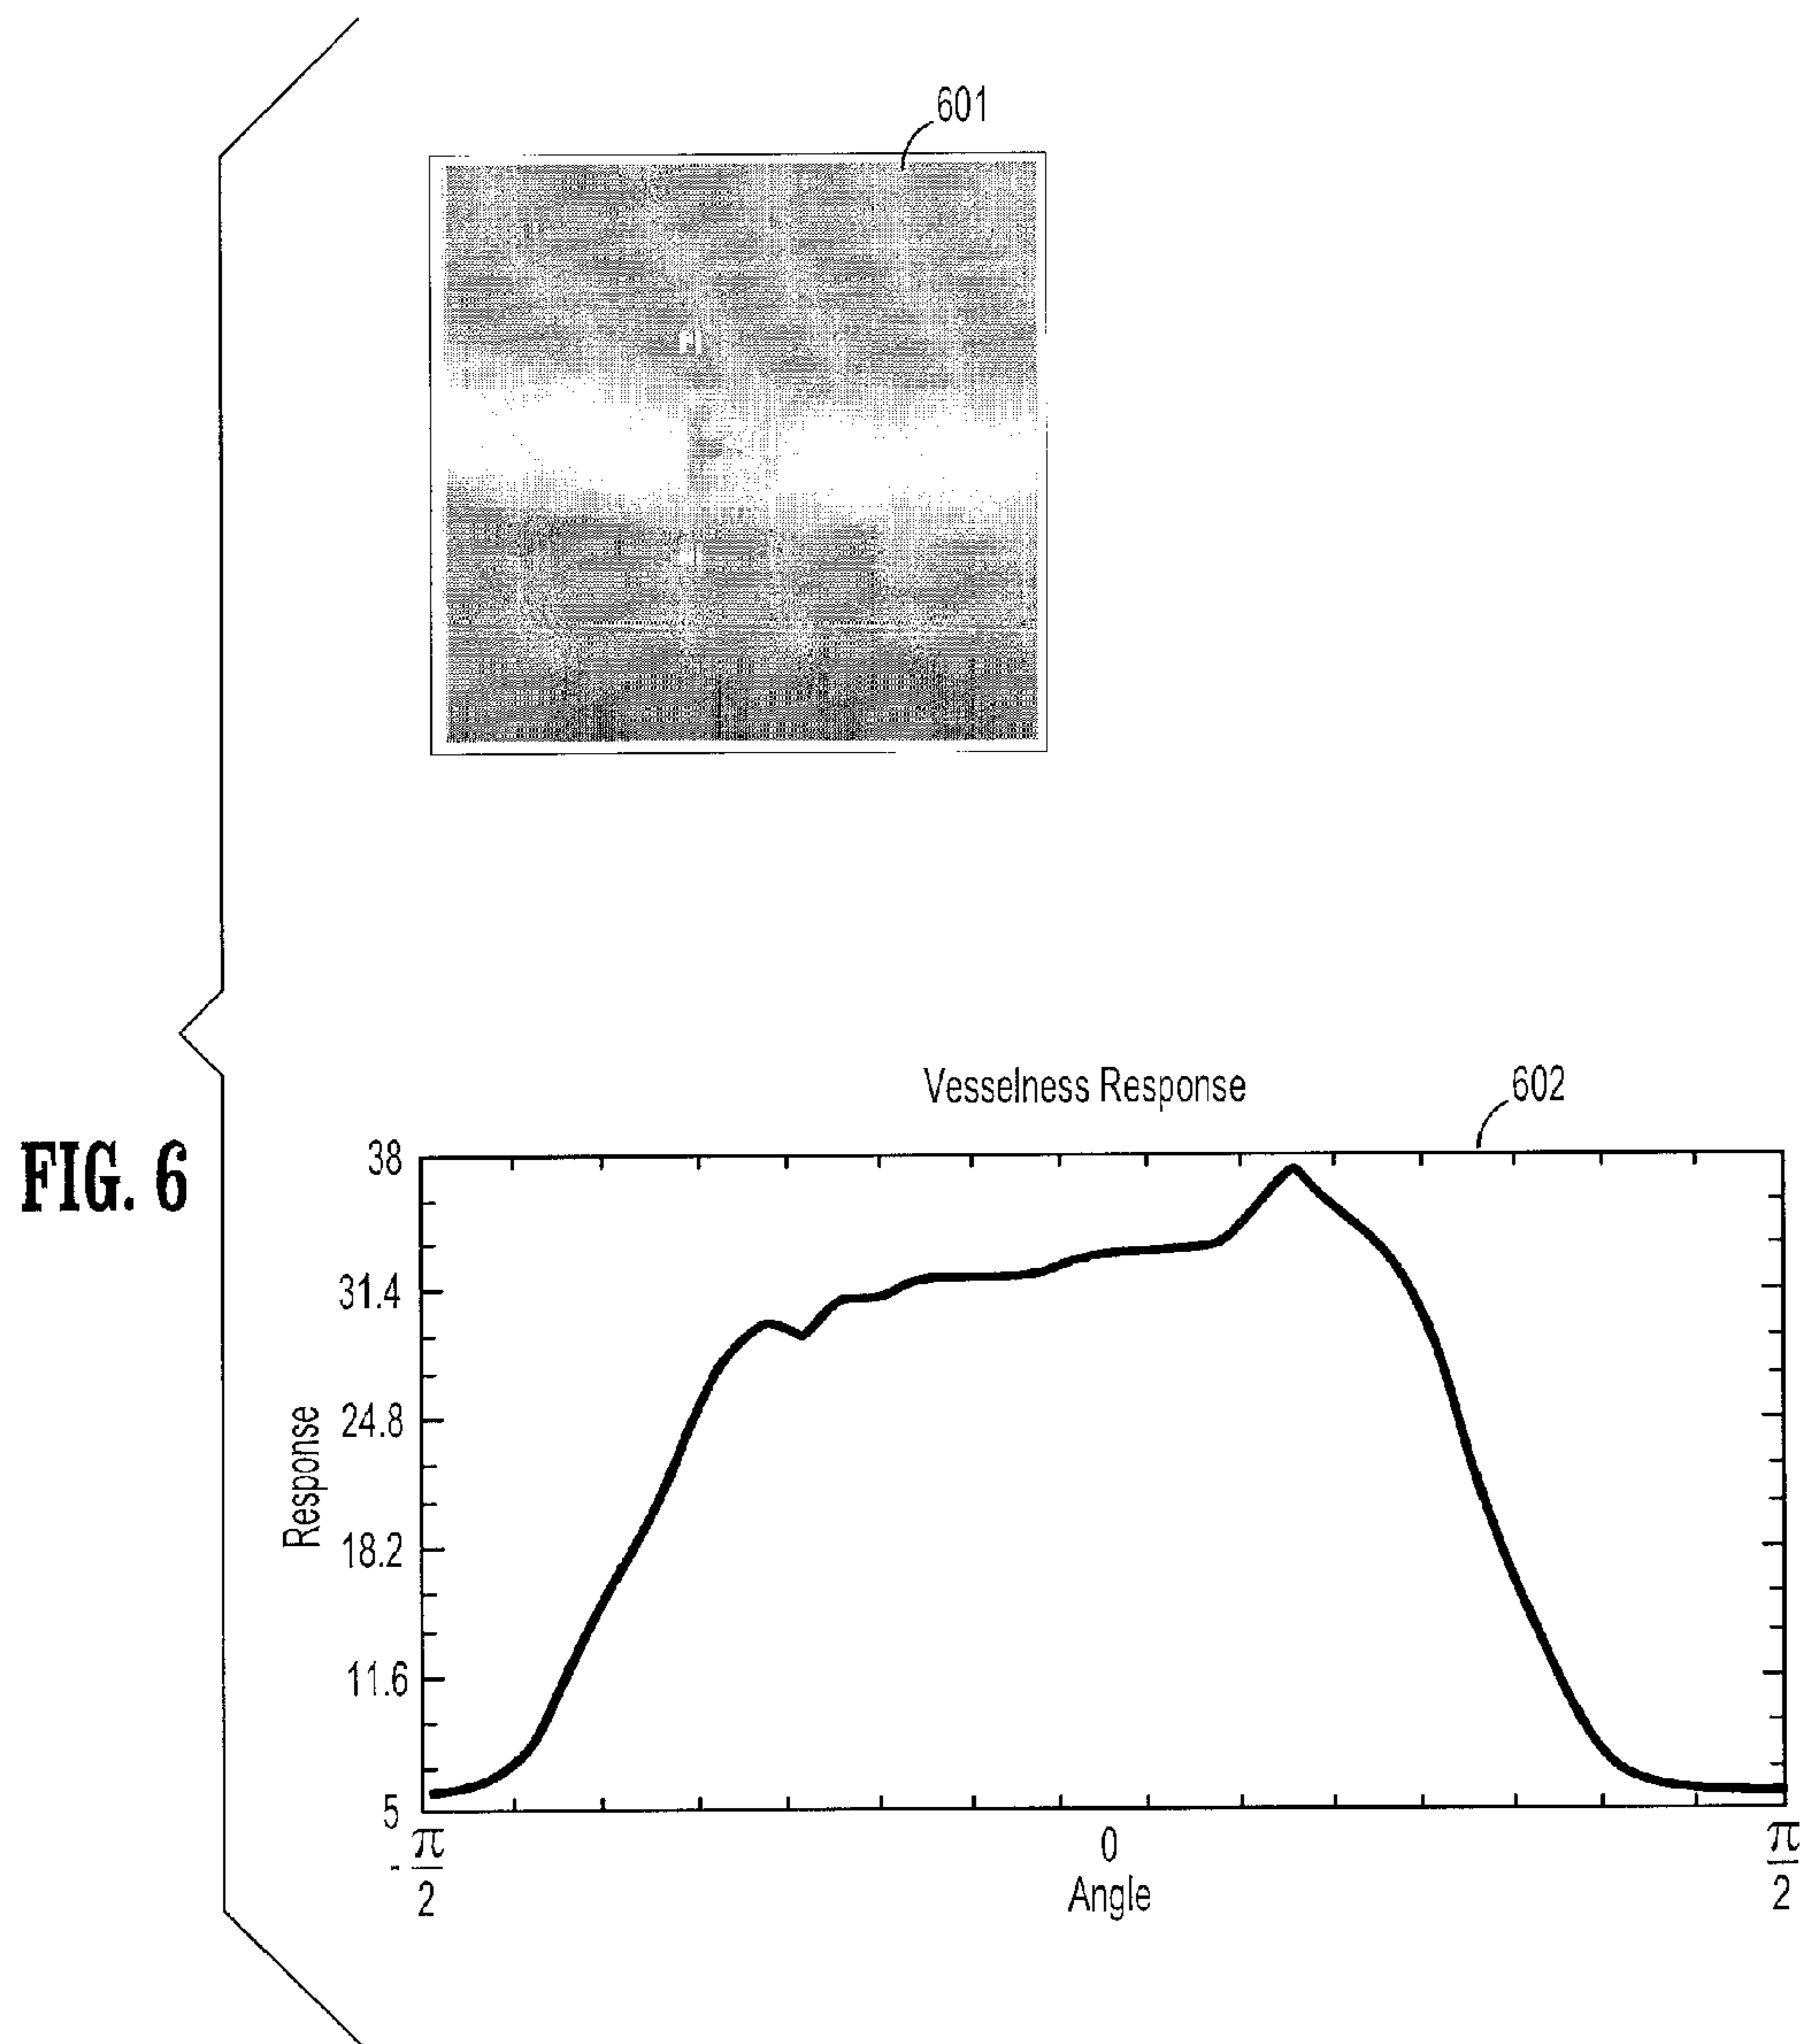 601
Vesselness Response
602
FIG. 6
38
31.4
24.8
18.2
11.6
5
Response
-π/2
0
π/2
Angle